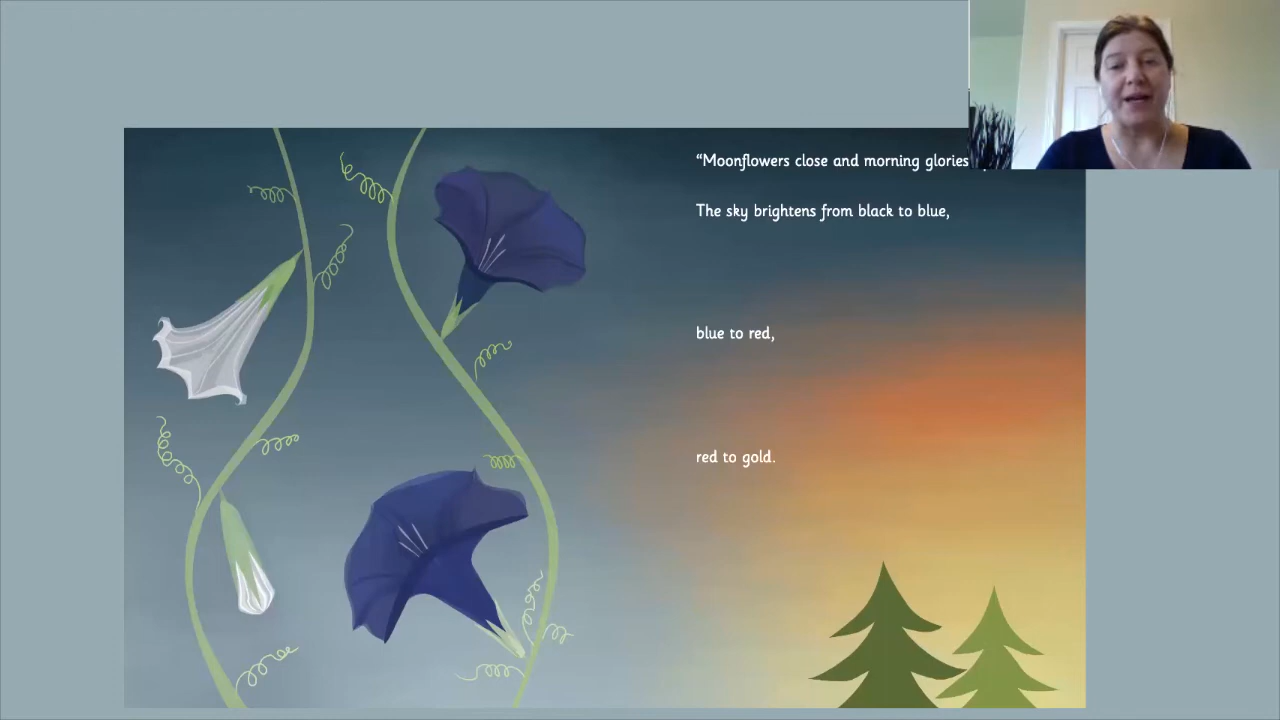 “Moonflowers close and morning glories
The sky brightens from black to blue,
blue to red,
red to gold.